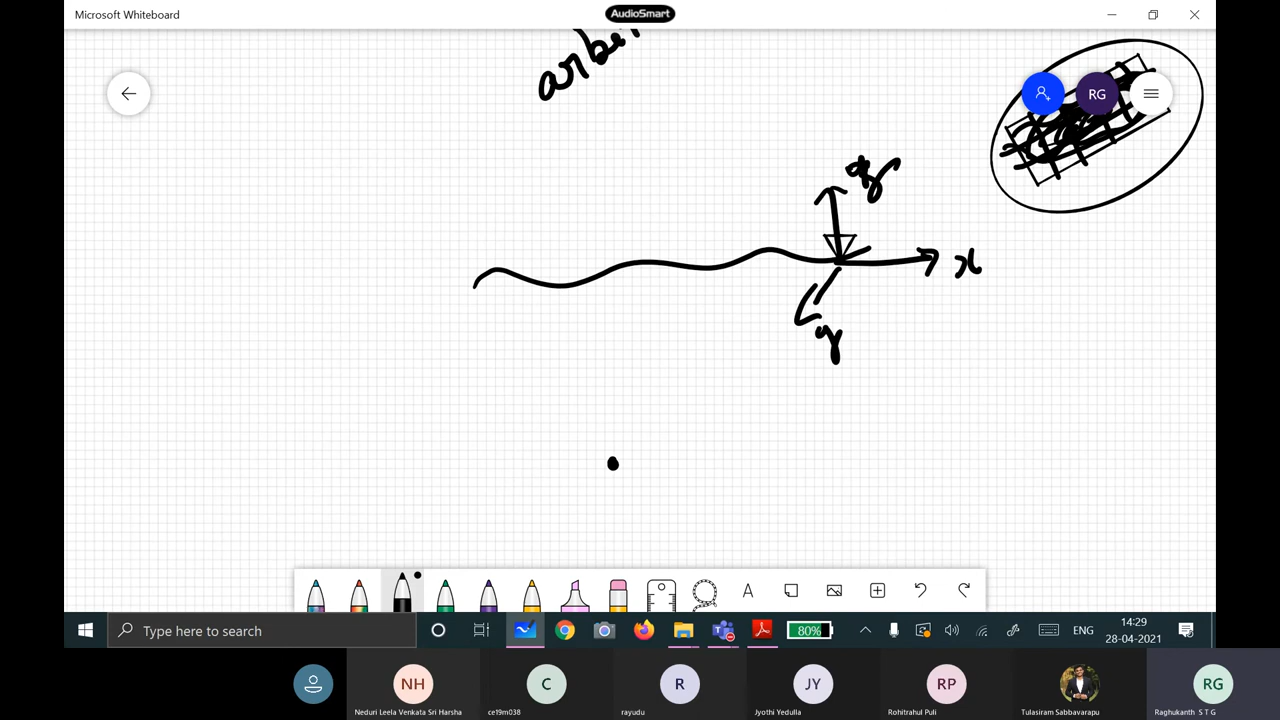 Microsoft Whiteboard
AudioSmart
RG
z
x
y
A
Type here to search
80%
ENG
14:29
28-04-2021
NH
C
R
JY
RP
RG
Neduri Leela Venkata Sri Harsha
ce19m038
rayudu
Jyothi Yedulla
Rohitrahul Puli
Tulasiram Sabbavarapu
Raghukanth S T G